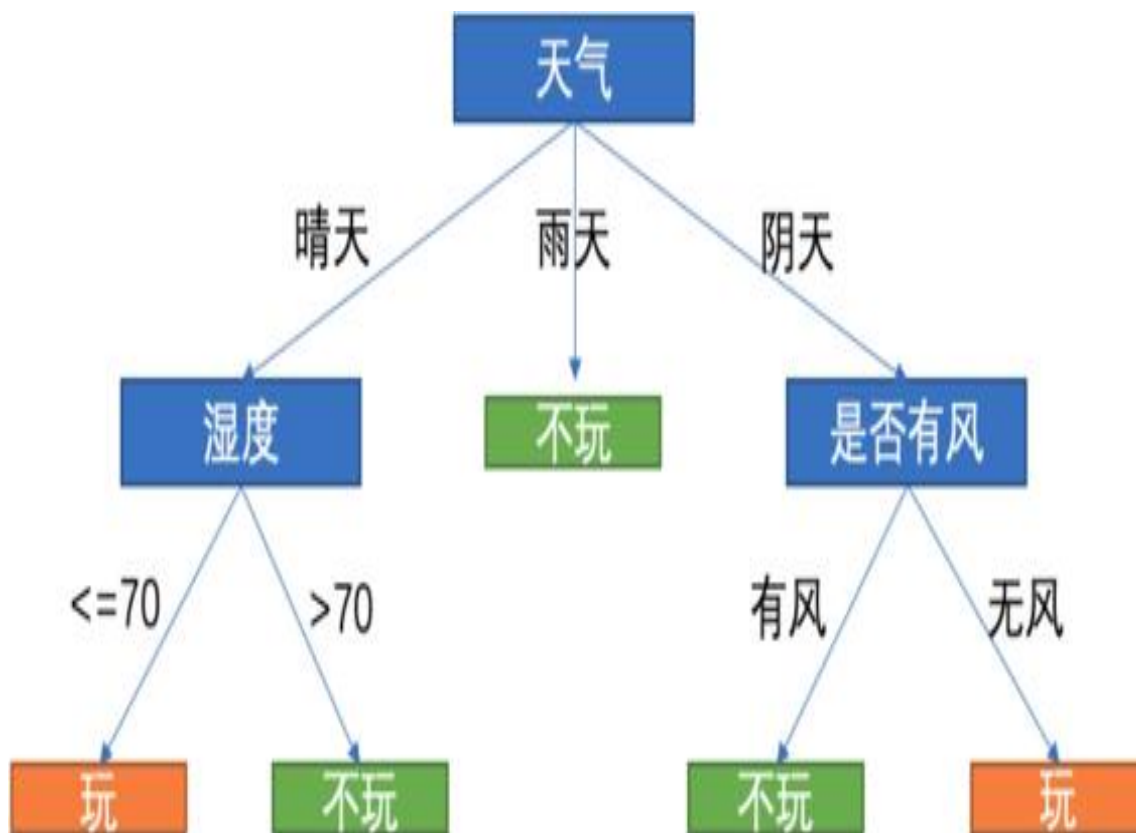 天气
晴天
雨天
阴天
湿度
不玩
是否有风
<=70
>70
有风
无风
玩
不玩
不玩
玩